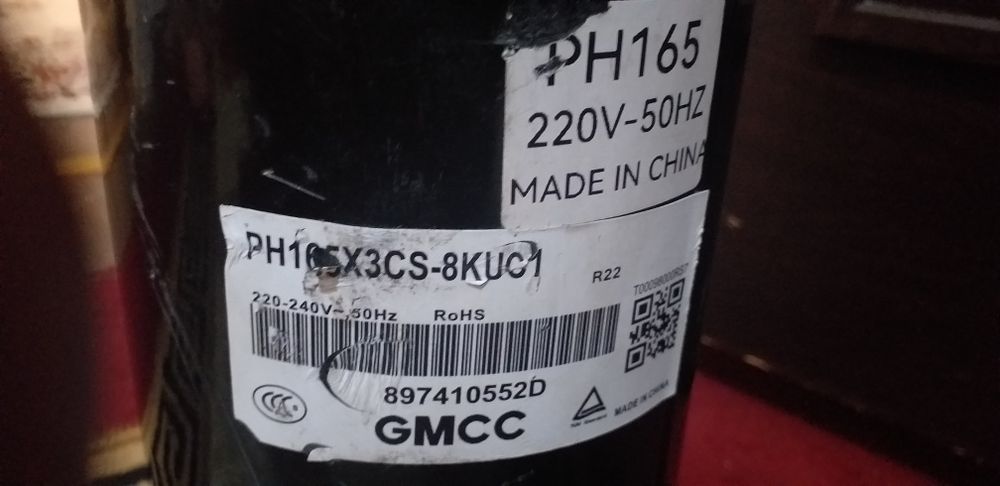 PH165
220V-50HZ
MADE IN CHINA
PH165X3CS-8KUC1
R22
220-240V~,50Hz RoHS
897410552D
GMCC
MADE IN CHINA